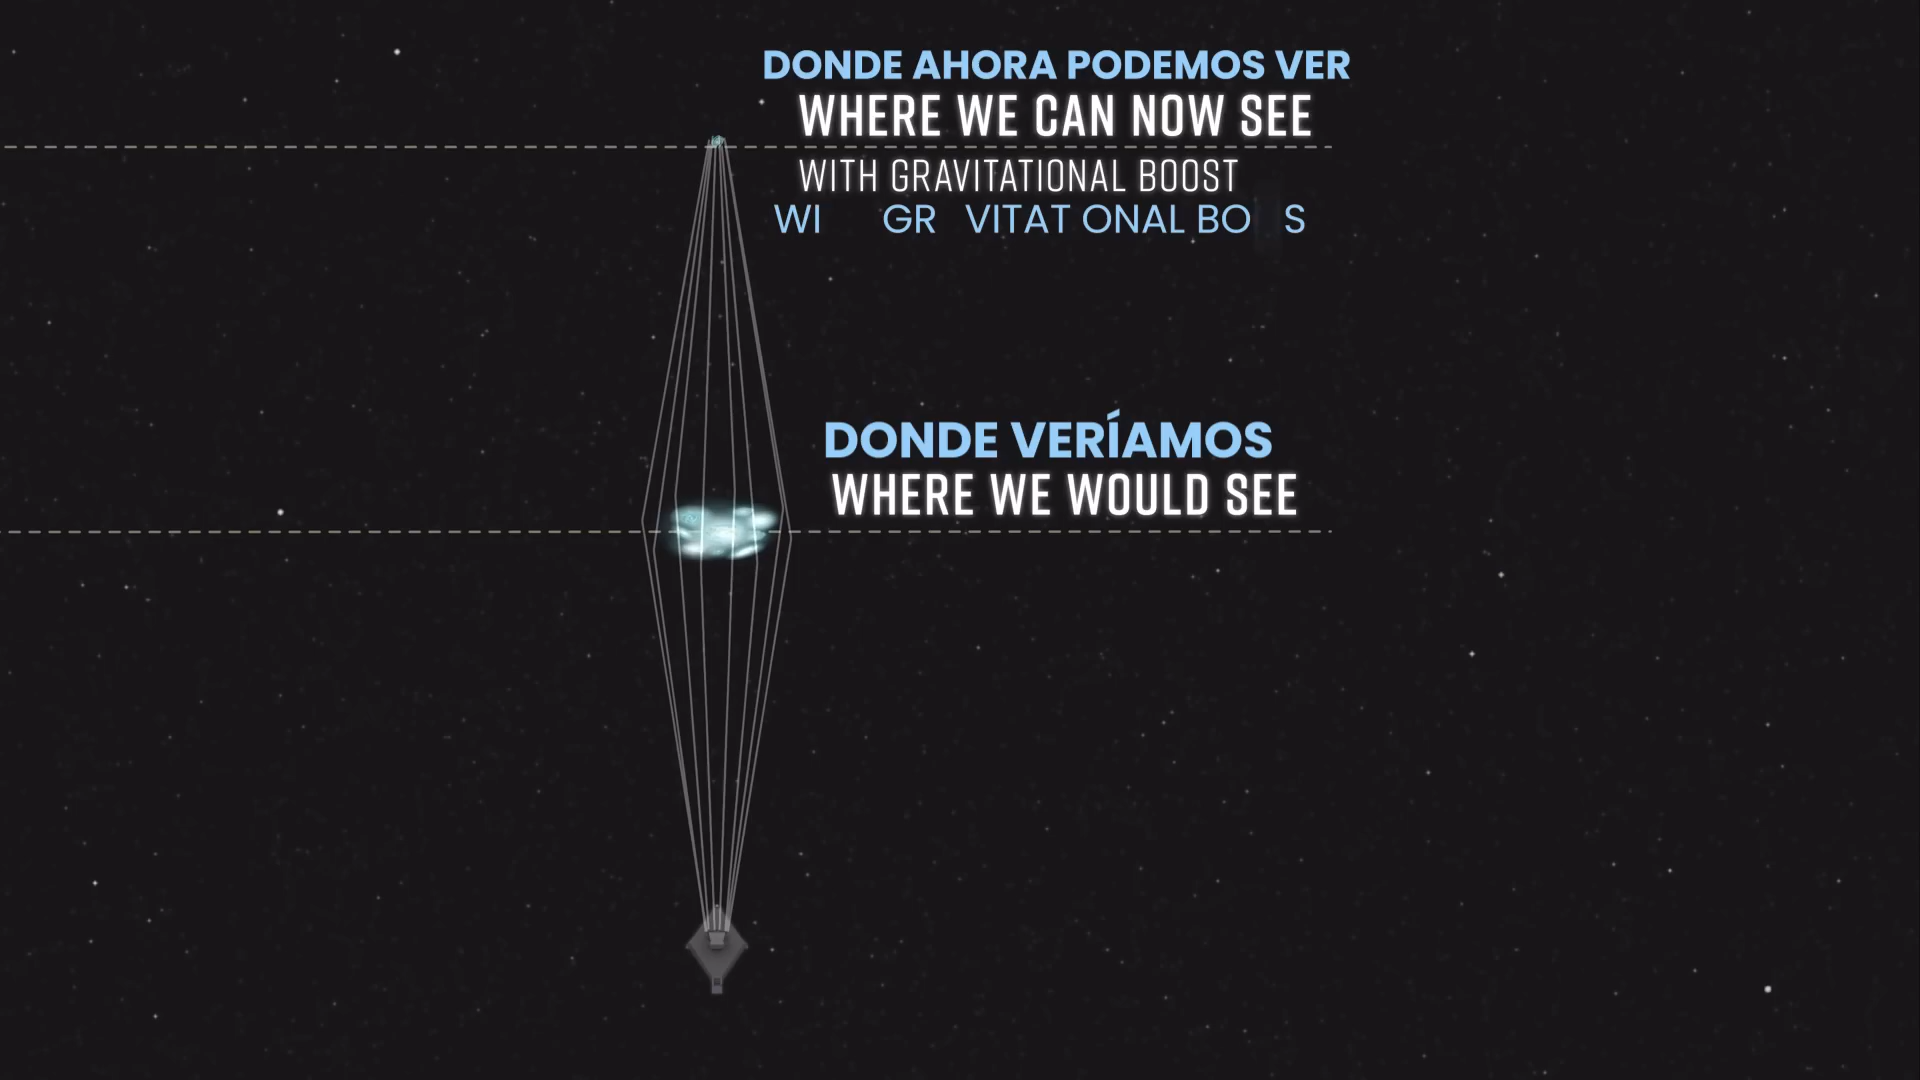 DONDE AHORA PODEMOS VER
WHERE WE CAN NOW SEE
WITH GRAVITATIONAL BOOST
WI GR VITAT ONAL BO S
DONDE VERÍAMOS
WHERE WE WOULD SEE